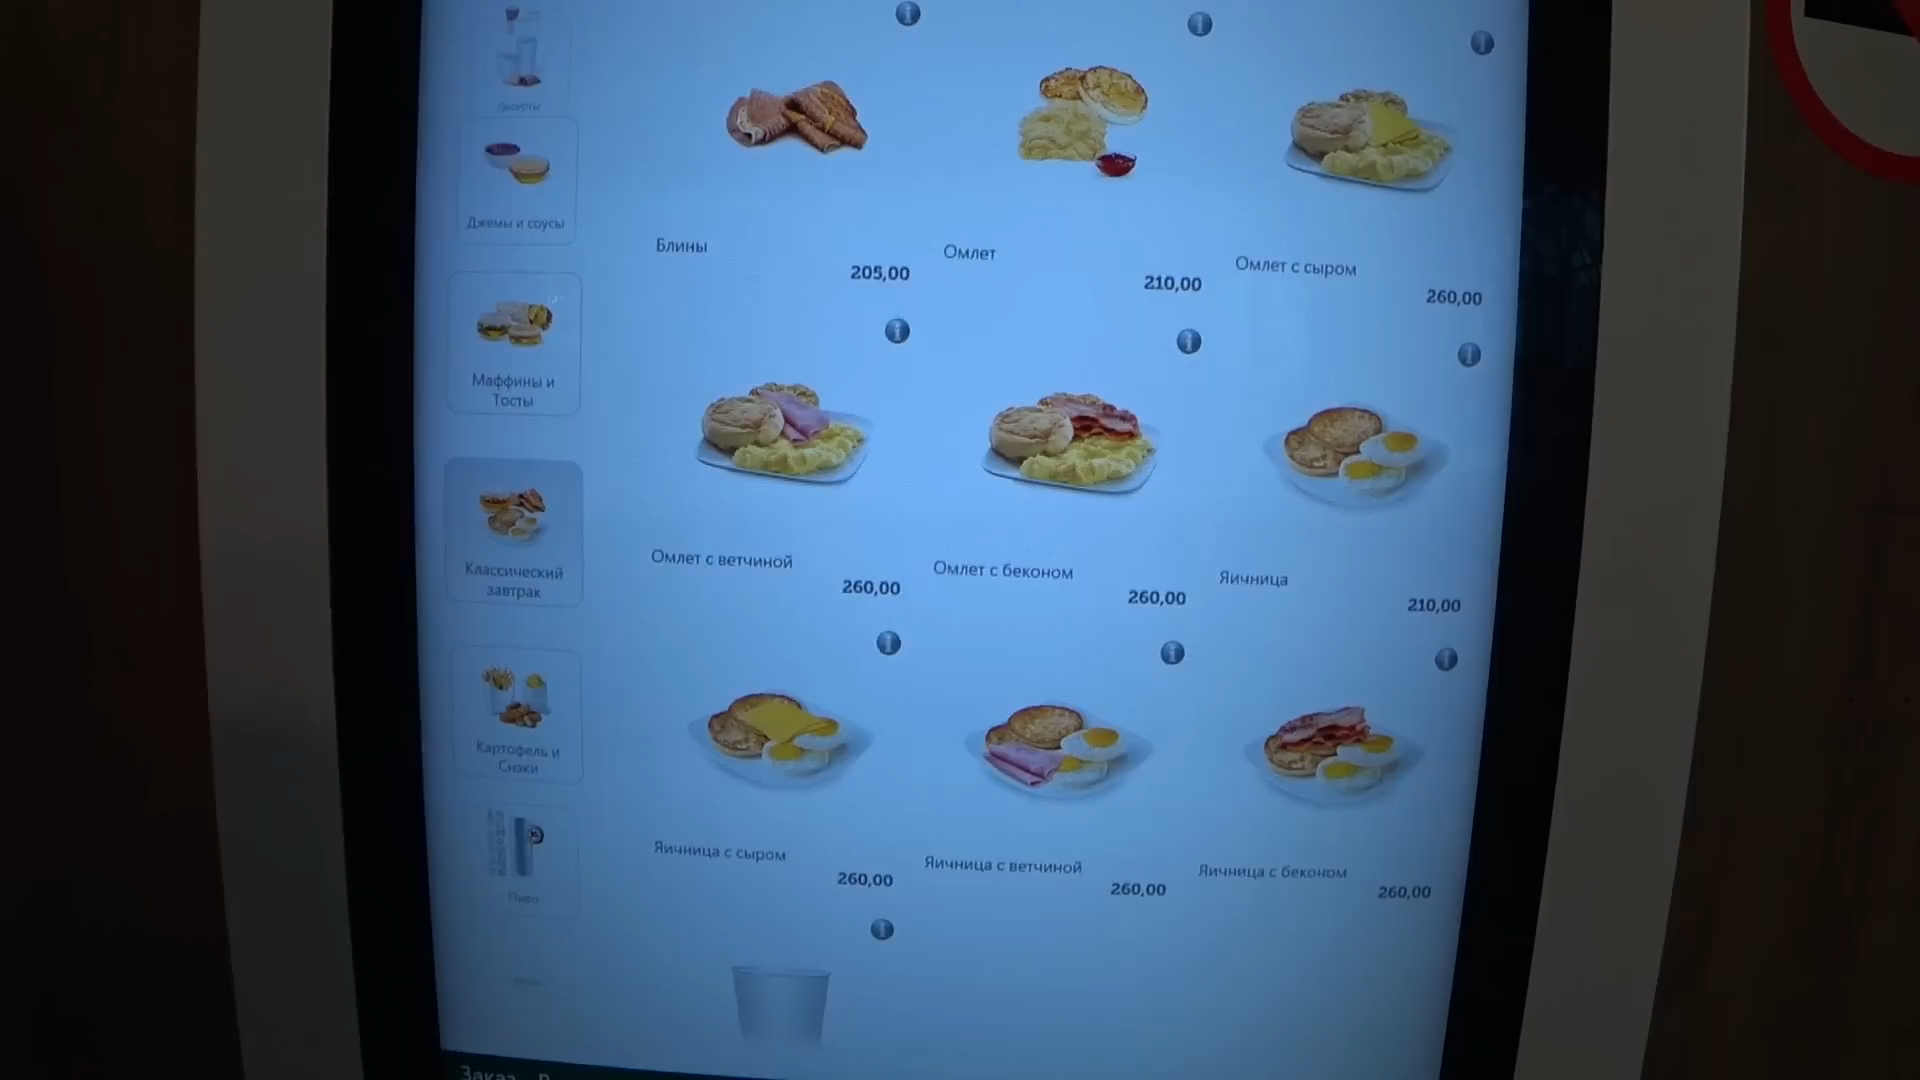 Десерты
Джемы и соусы
Маффины и
Тосты
Классический
завтрак
Картофель и
Снэки
Пиво
Блины
205,00
Омлет
210,00
Омлет с сыром
260,00
Омлет с ветчиной
260,00
Омлет с беконом
260,00
Яичница
210,00
Яичница с сыром
260,00
Яичница с ветчиной
260,00
Яичница с беконом
260,00
Заказ